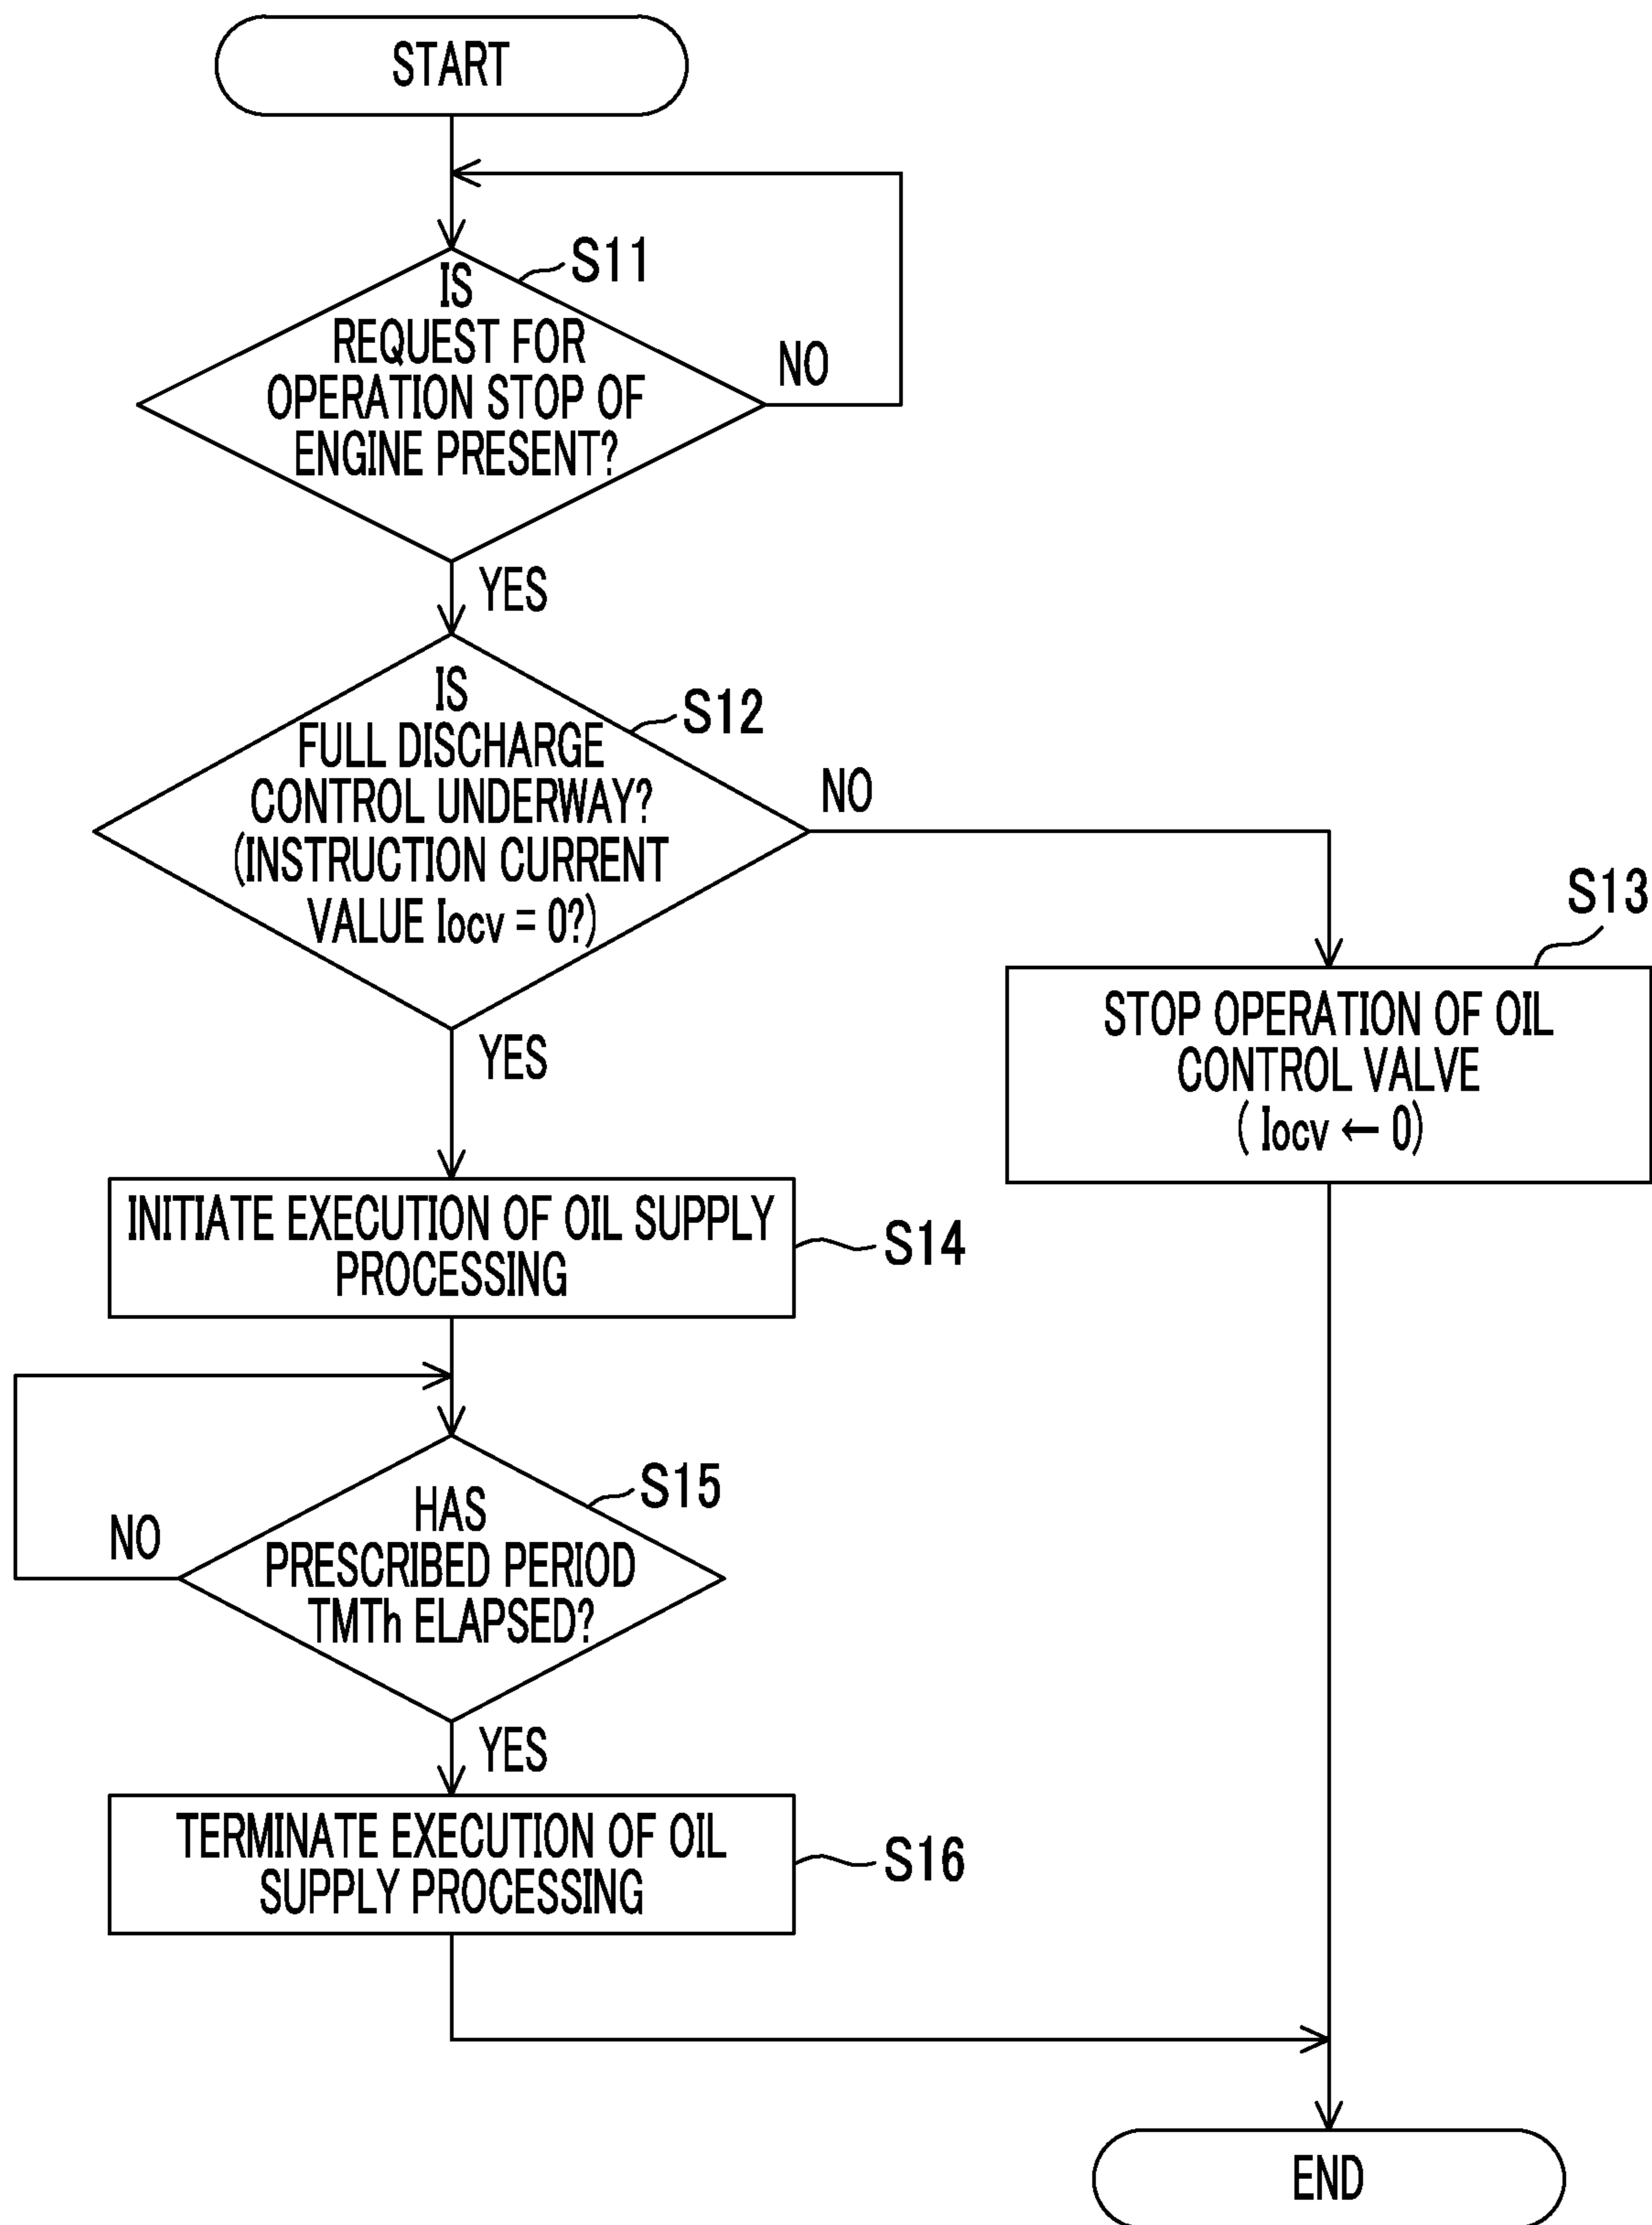 START
S11
IS
REQUEST FOR
OPERATION STOP OF
ENGINE PRESENT?
NO
YES
S12
IS
FULL DISCHARGE
CONTROL UNDERWAY?
(INSTRUCTION CURRENT
VALUE Iocv = 0?)
NO
YES
S13
STOP OPERATION OF OIL
CONTROL VALVE
( Iocv ← 0)
INITIATE EXECUTION OF OIL SUPPLY
PROCESSING
S14
S15
HAS
PRESCRIBED PERIOD
TMTh ELAPSED?
NO
YES
TERMINATE EXECUTION OF OIL
SUPPLY PROCESSING
S16
END